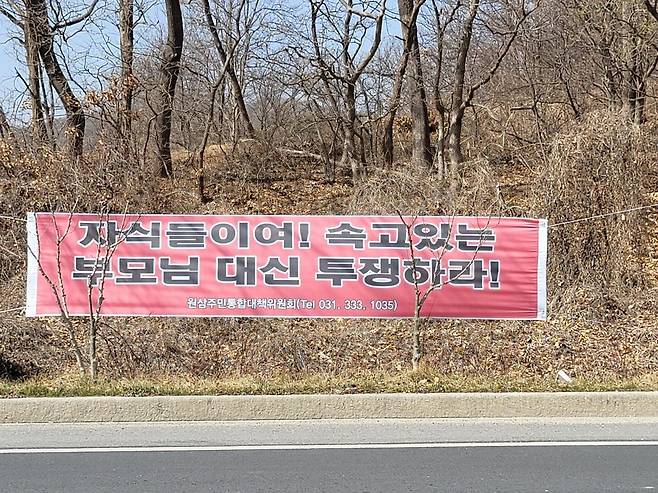 자식들이여! 속고있는
부모님 대신 투쟁하라!
원삼주민통합대책위원회(Tel 031. 333. 1035)